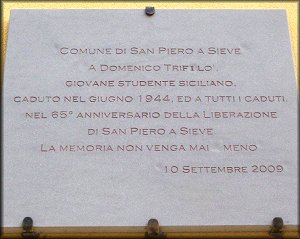 Comune di San Piero a Sieve
A Domenico Trifilo'
giovane studente siciliano,
caduto nel giugno 1944, ed a tutti i caduti
nel 65° anniversario della Liberazione
di San Piero a Sieve
La memoria non venga mai meno
10 Settembre 2009